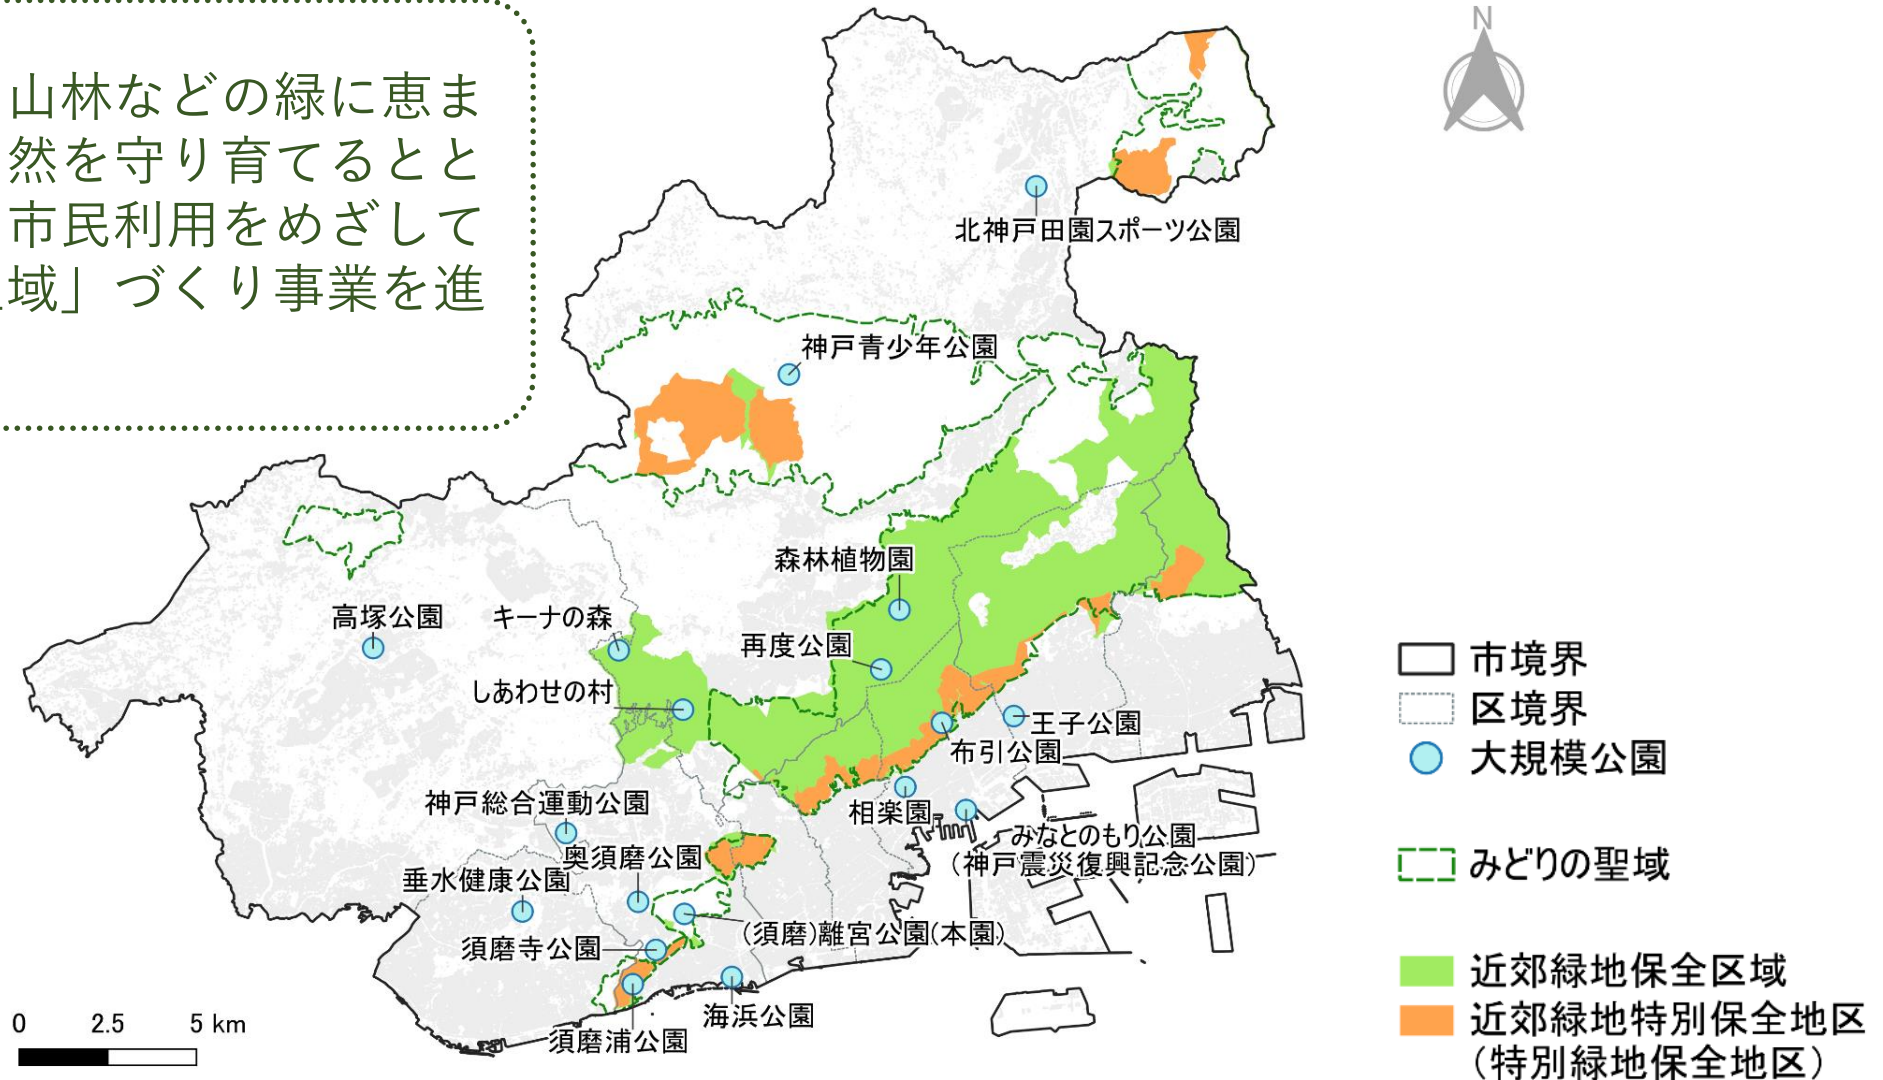 山林などの緑に恵ま
然を守り育てるとと
市民利用をめざして
域」づくり事業を進
N
北神戸田園スポーツ公園
神戸青少年公園
森林植物園
高塚公園
キーナの森
再度公園
しあわせの村
王子公園
布引公園
神戸総合運動公園
相楽園
みなとのもり公園
(神戸震災復興記念公園)
奥須磨公園
垂水健康公園
(須磨)離宮公園(本園)
須磨寺公園
海浜公園
須磨浦公園
0 2.5 5 km
市境界
区境界
大規模公園
みどりの聖域
近郊緑地保全区域
近郊緑地特別保全地区
(特別緑地保全地区)